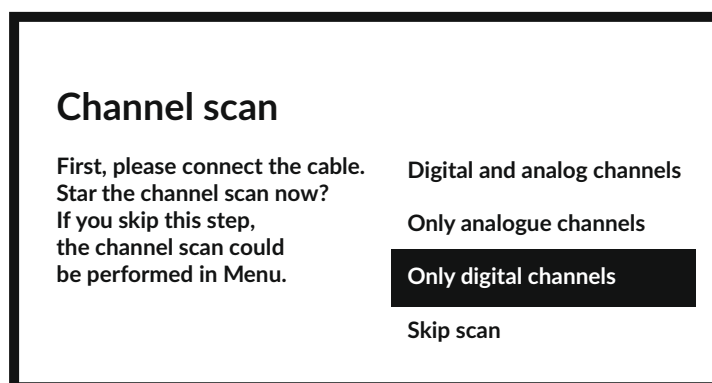 Channel scan
First, please connect the cable.
Star the channel scan now?
If you skip this step,
the channel scan could
be performed in Menu.
Digital and analog channels
Only analogue channels
Only digital channels
Skip scan